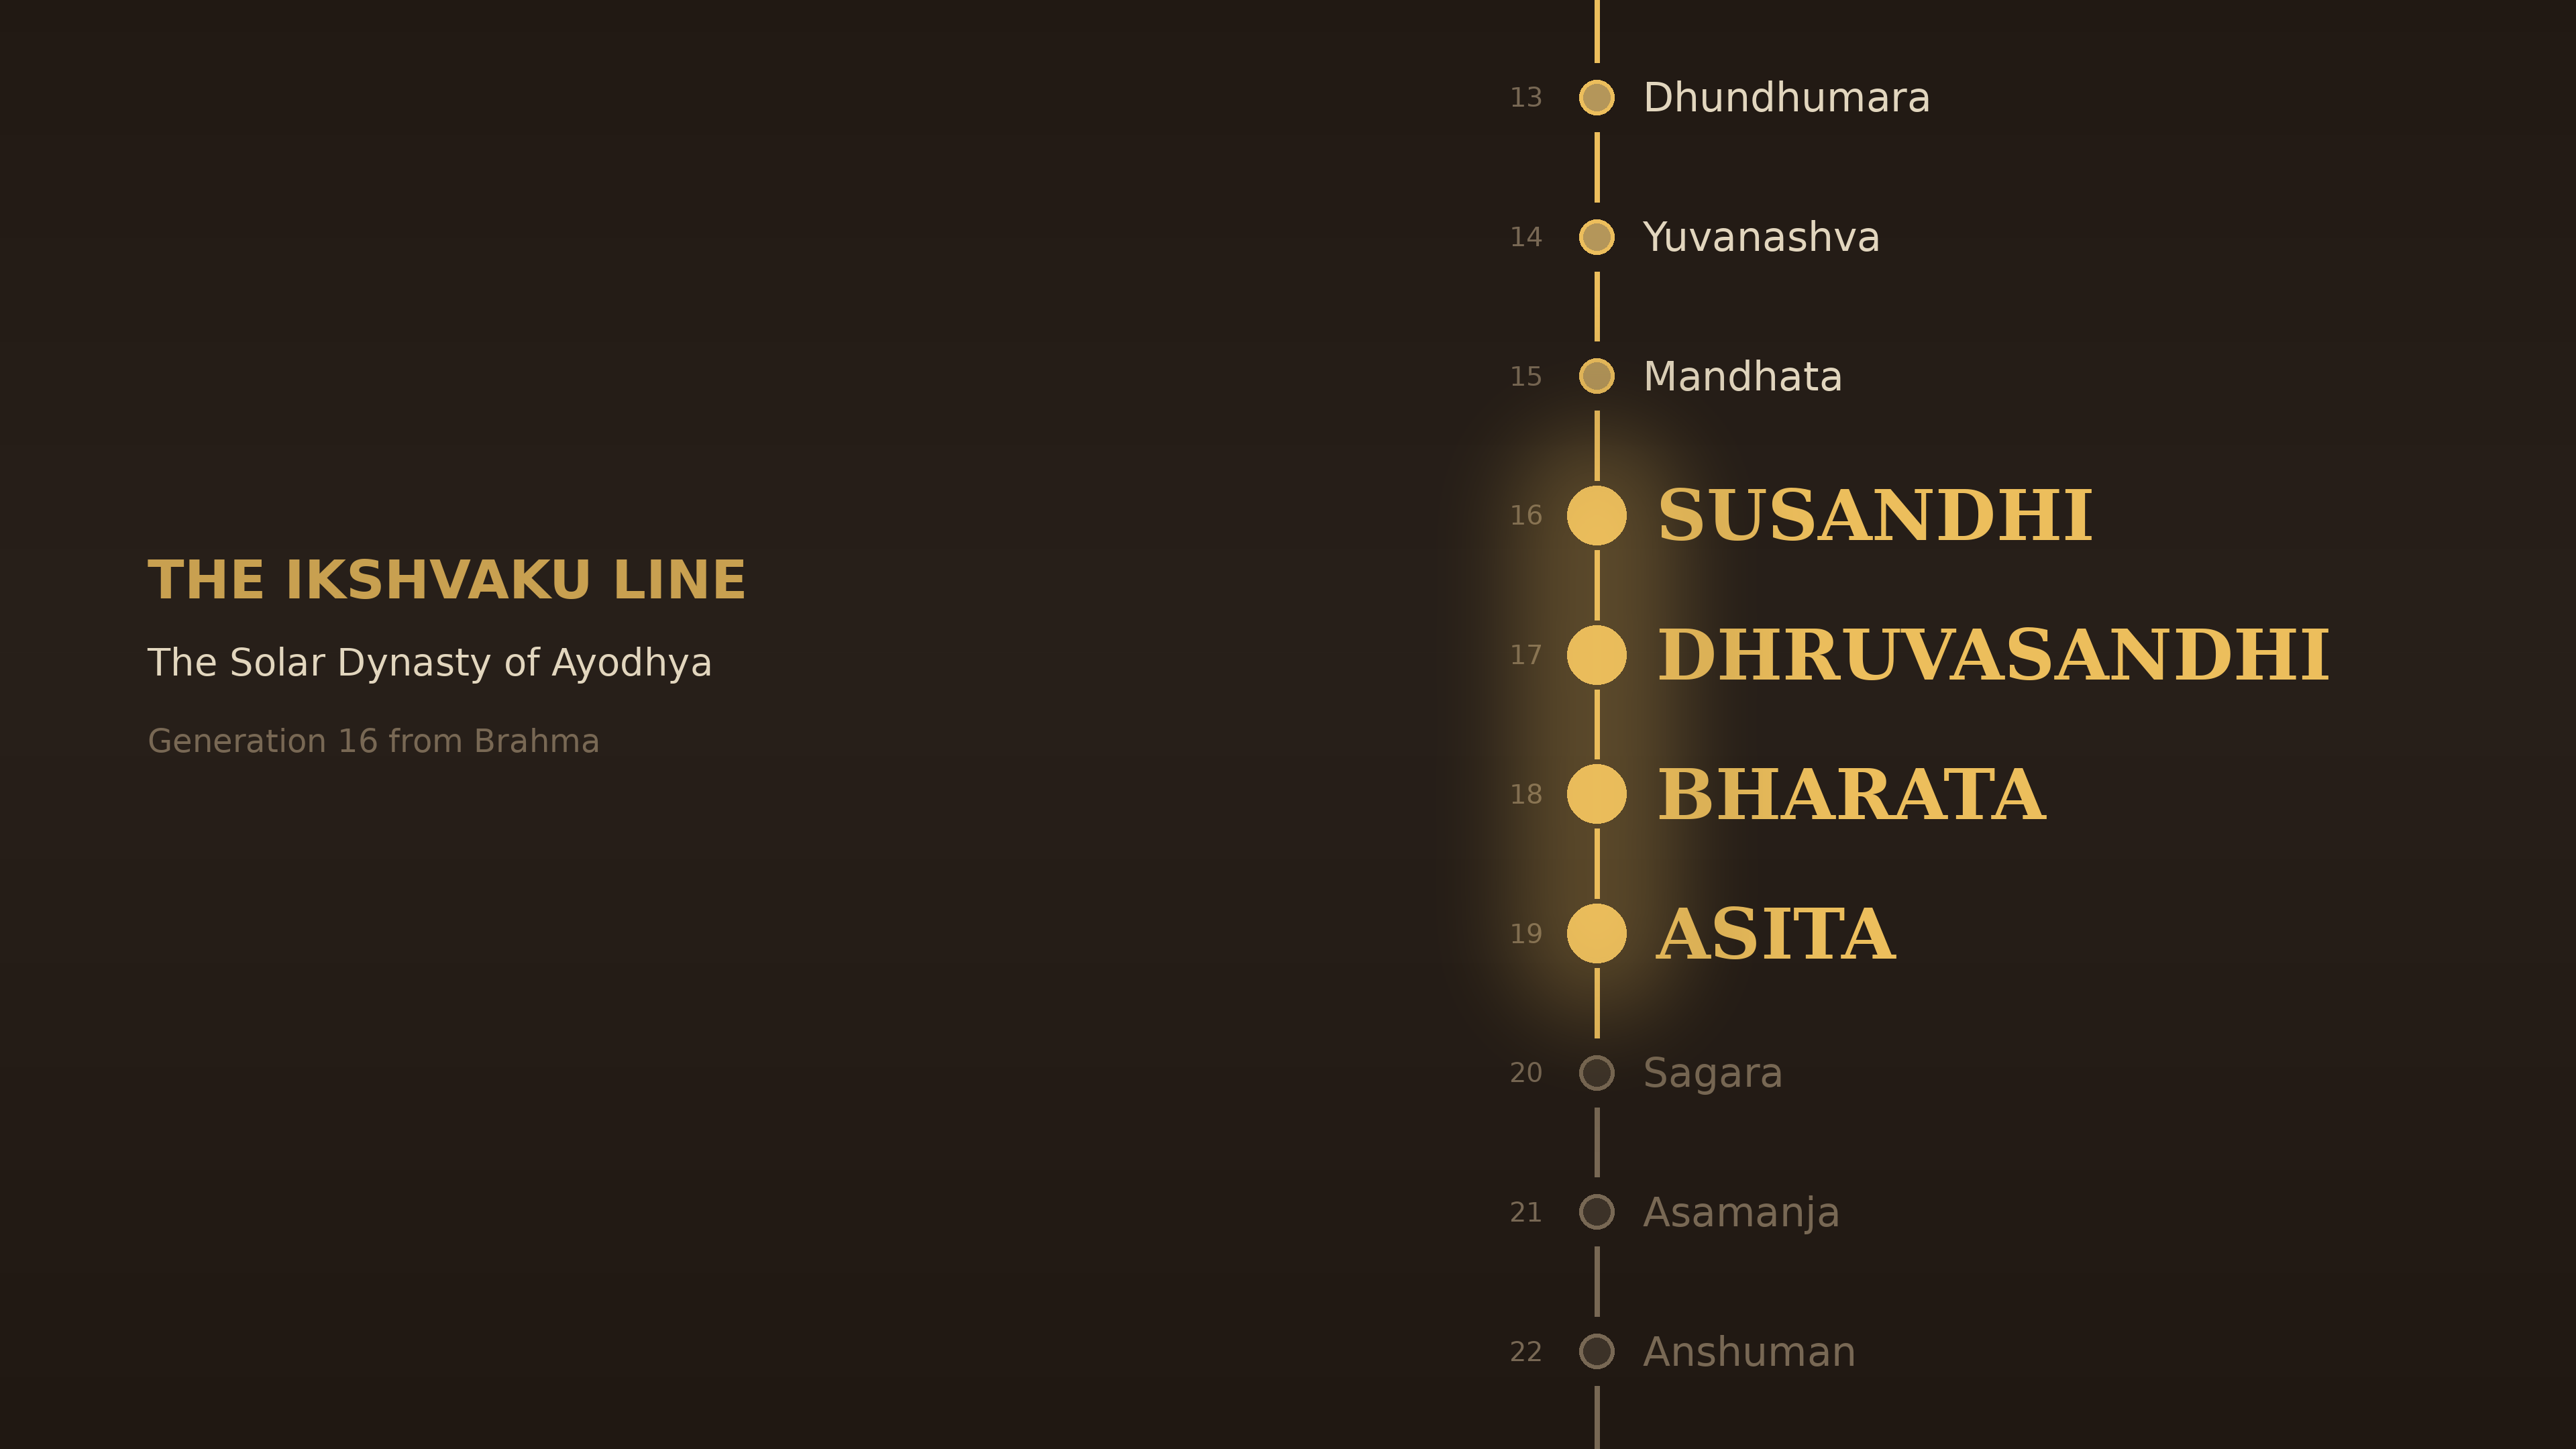 THE IKSHVAKU LINE
The Solar Dynasty of Ayodhya
Generation 16 from Brahma
13 Dhundhumara
14 Yuvanashva
15 Mandhata
16 SUSANDHI
17 DHRUVASANDHI
18 BHARATA
19 ASITA
20 Sagara
21 Asamanja
22 Anshuman